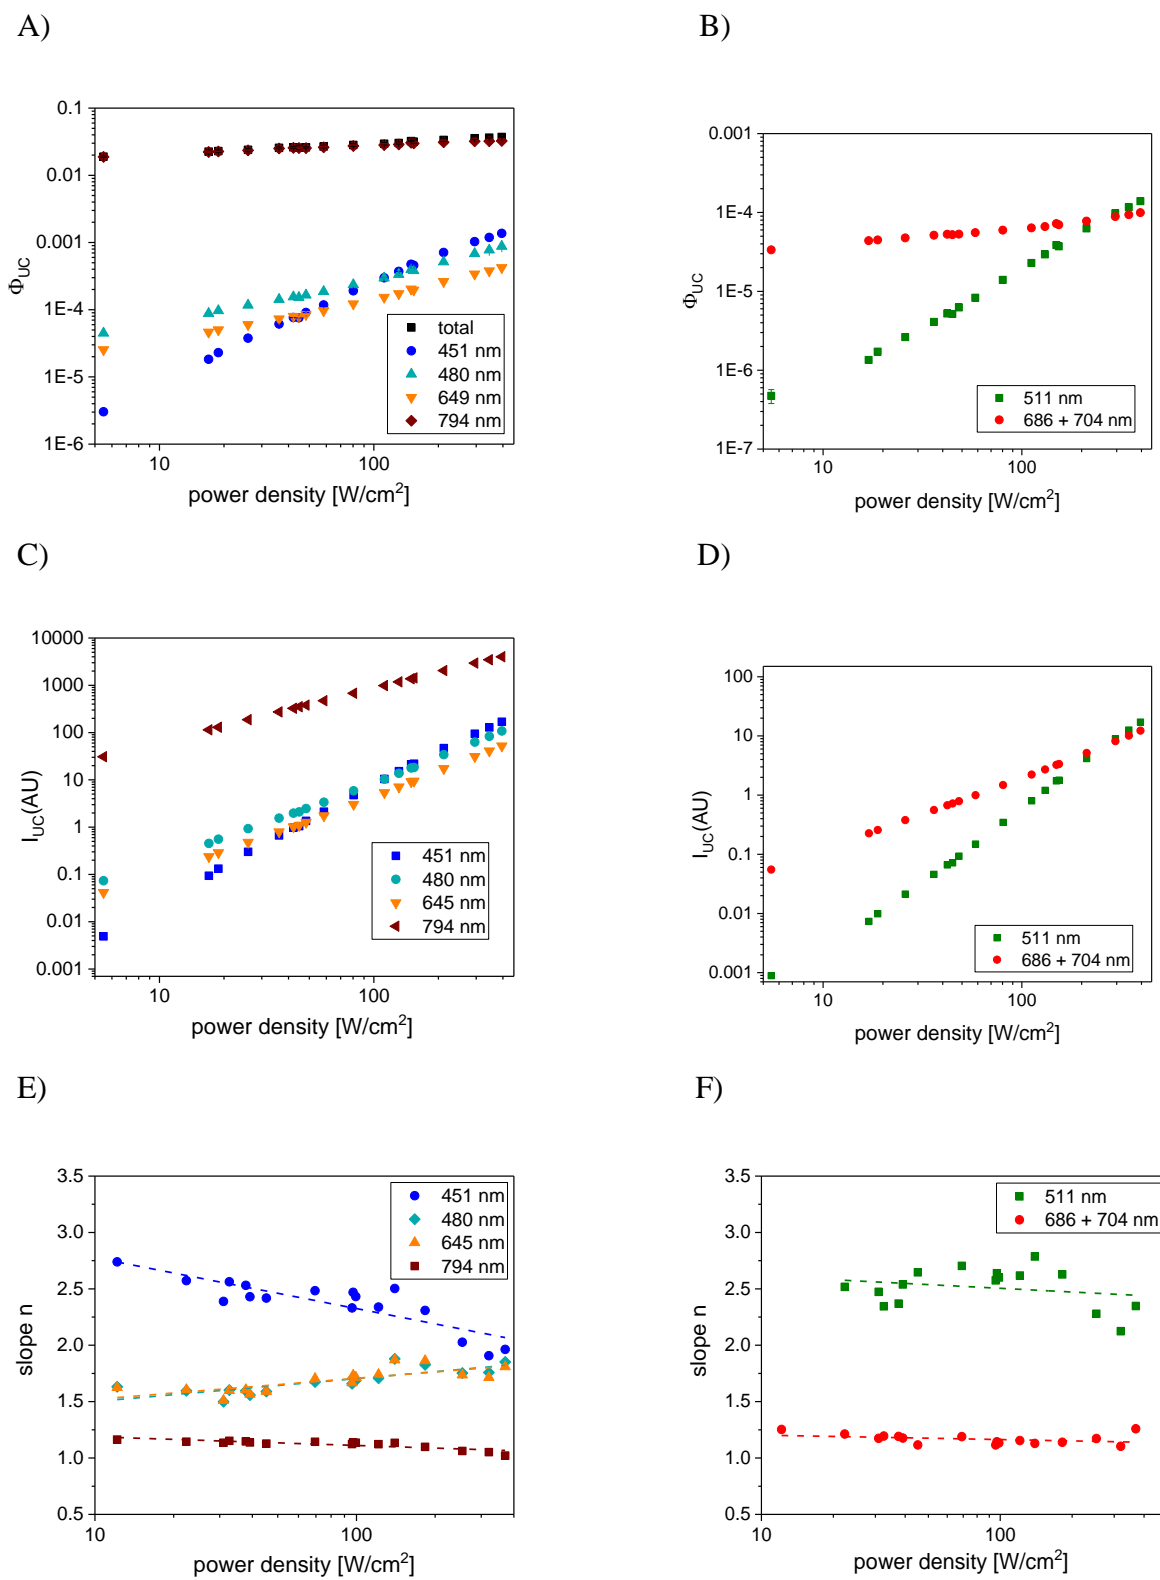 A)
B)
0.1
0.01
0.001
1E-4
1E-5
1E-6
Φ_UC
10
100
power density [W/cm²]
total
451 nm
480 nm
649 nm
794 nm
0.001
1E-4
1E-5
1E-6
1E-7
Φ_UC
10
100
power density [W/cm²]
511 nm
686 + 704 nm
C)
D)
10000
1000
100
10
1
0.1
0.01
0.001
I_UC(AU)
10
100
power density [W/cm²]
451 nm
480 nm
645 nm
794 nm
100
10
1
0.1
0.01
0.001
I_UC(AU)
10
100
power density [W/cm²]
511 nm
686 + 704 nm
E)
F)
3.5
3.0
2.5
2.0
1.5
1.0
0.5
slope n
10
100
power density [W/cm²]
451 nm
480 nm
645 nm
794 nm
3.5
3.0
2.5
2.0
1.5
1.0
0.5
slope n
10
100
power density [W/cm²]
511 nm
686 + 704 nm